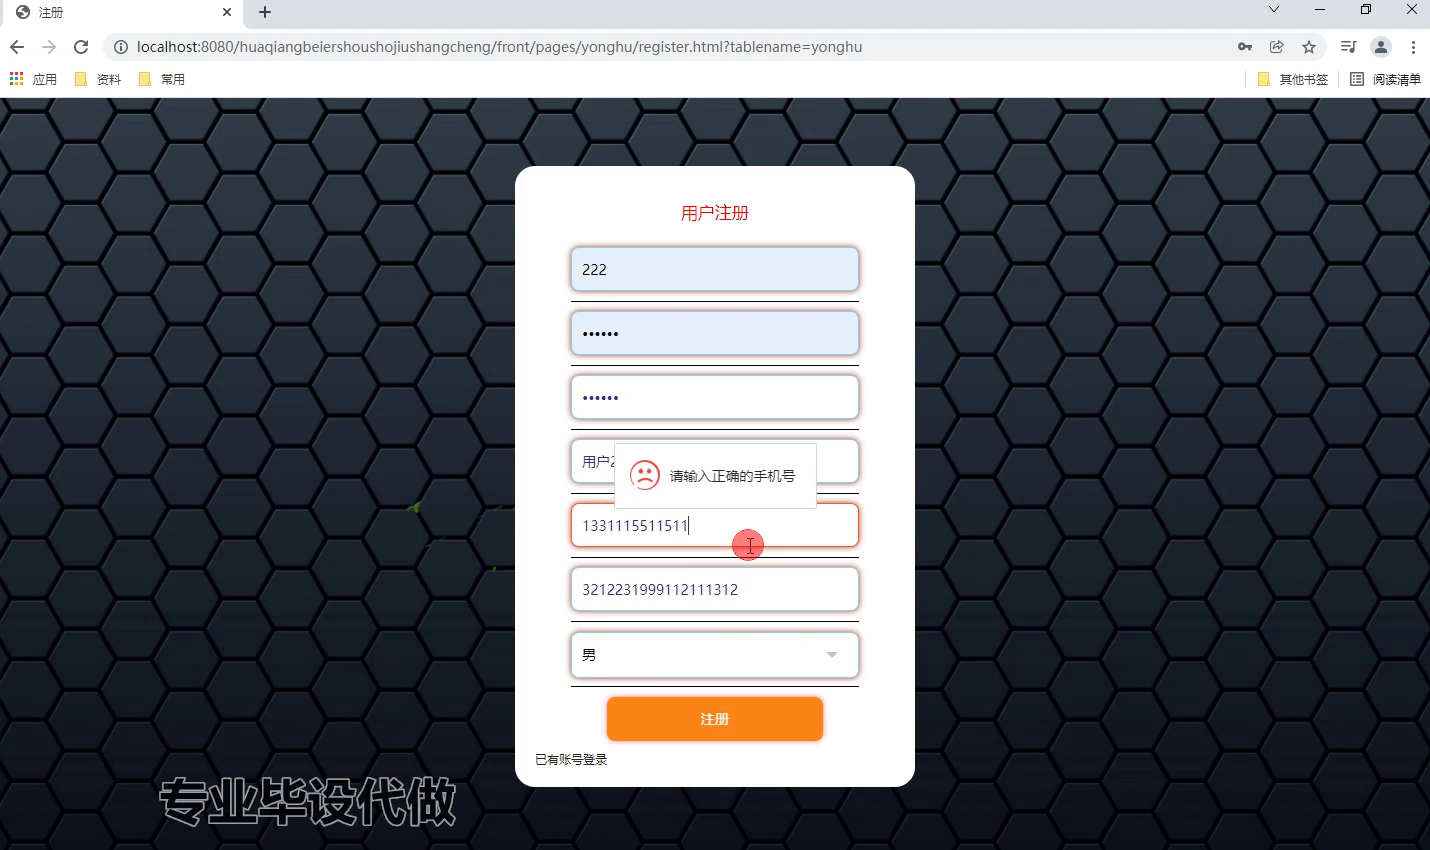 注册
localhost:8080/huaqiangbeiershoushojiushangcheng/front/pages/yonghu/register.html?tablename=yonghu
应用 资料 常用 其他书签 阅读清单
用户注册
222
••••••
••••••
用户2
请输入正确的手机号
1331115511511
3212231999112111312
男
注册
已有账号登录
专业毕设代做